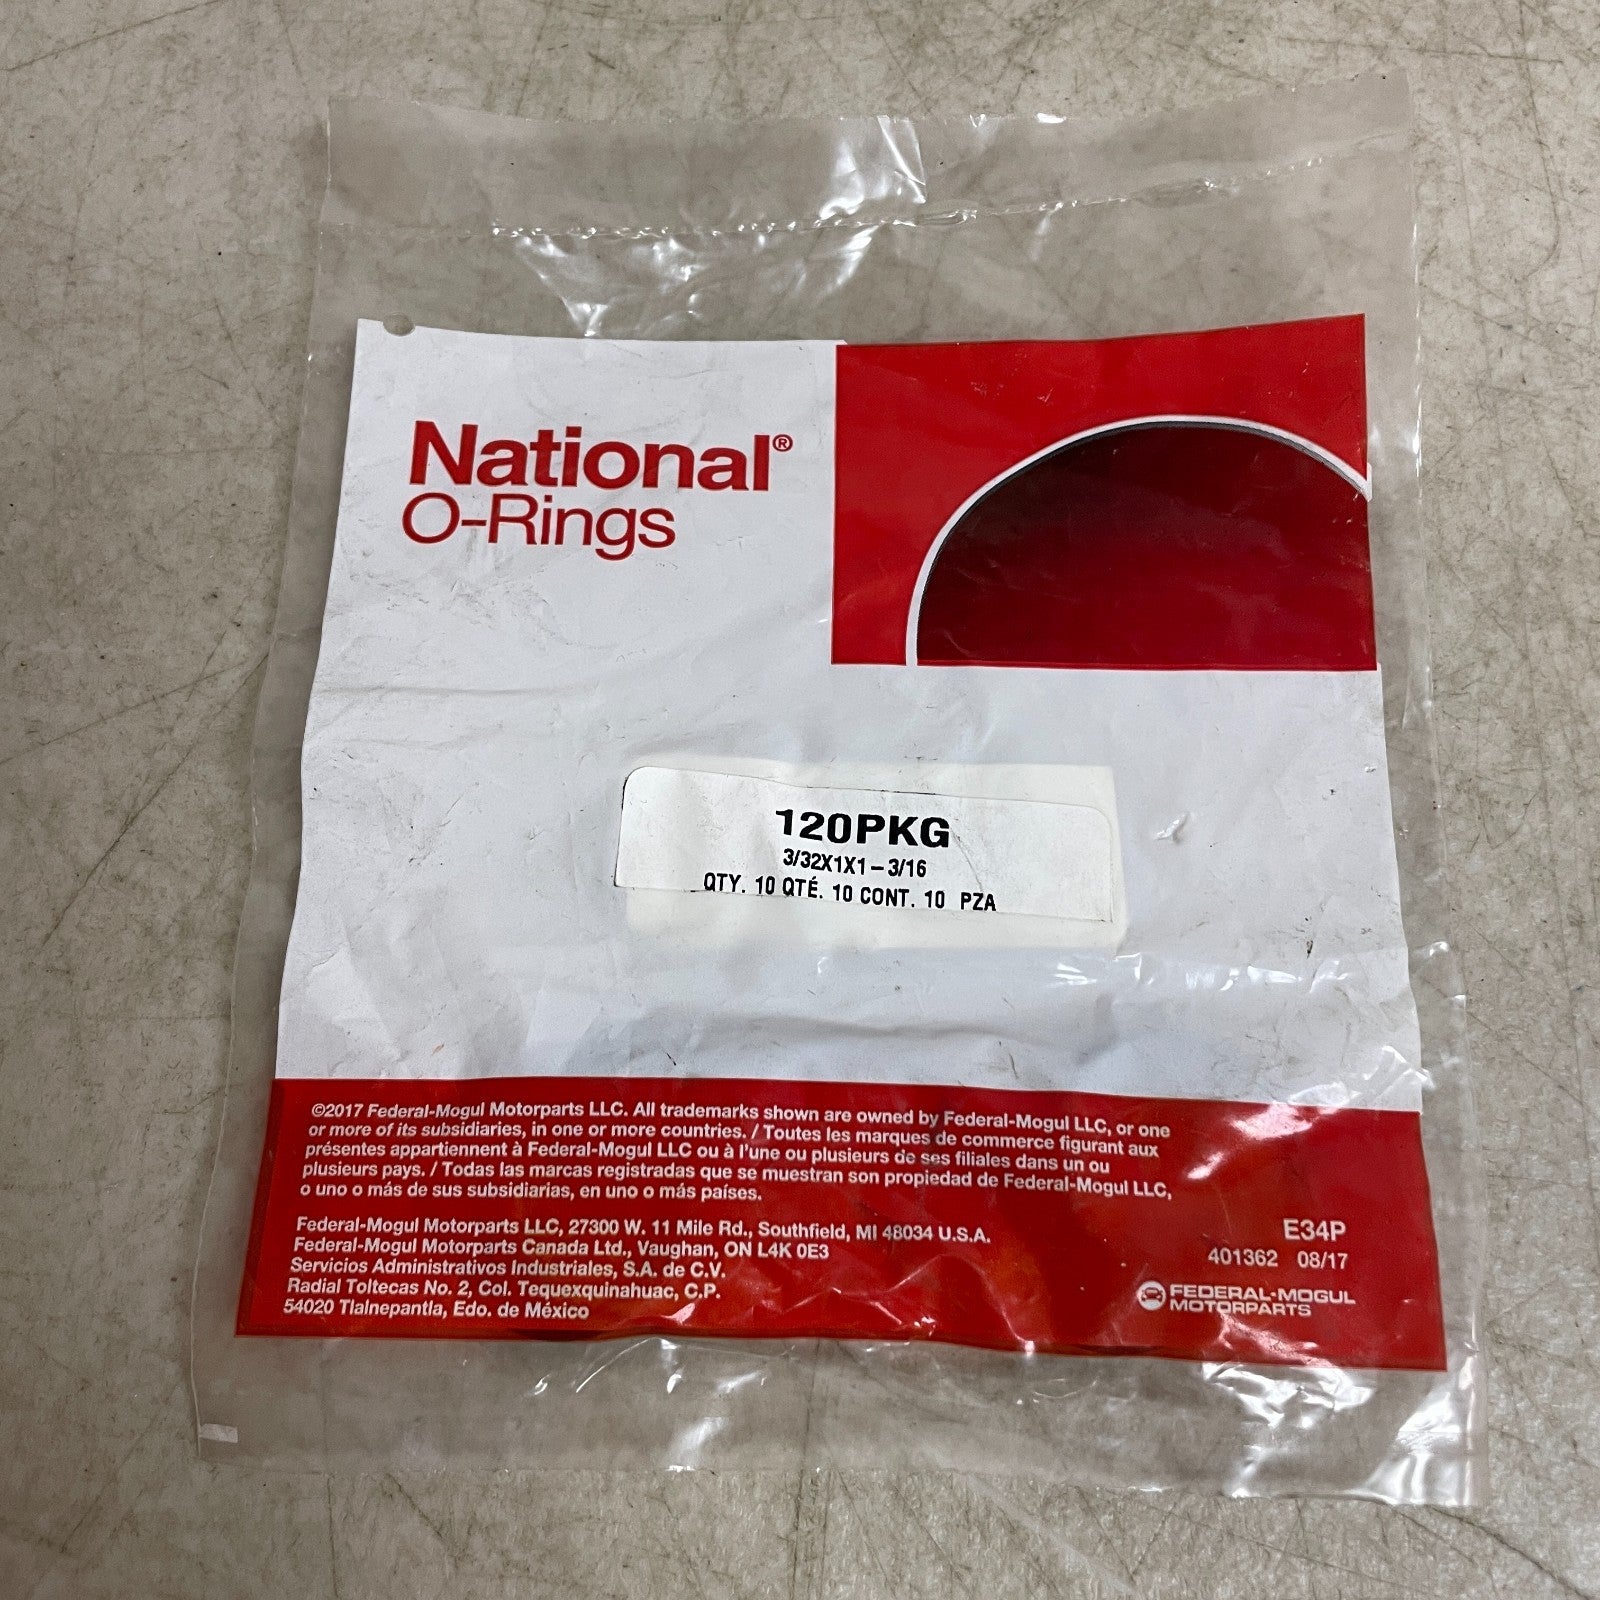 National®
O-Rings
120PKG
3/32X1X1-3/16
QTY. 10 QTÉ. 10 CONT. 10 PZA
©2017 Federal-Mogul Motorparts LLC. All trademarks shown are owned by Federal-Mogul LLC, or one
or more of its subsidiaries, in one or more countries. / Toutes les marques de commerce figurant aux
présentes appartiennent à Federal-Mogul LLC ou à l'une ou plusieurs de ses filiales dans un ou
plusieurs pays. / Todas las marcas registradas que se muestran son propiedad de Federal-Mogul LLC,
o uno o más de sus subsidiarias, en uno o más países.
Federal-Mogul Motorparts LLC, 27300 W. 11 Mile Rd., Southfield, MI 48034 U.S.A.
Federal-Mogul Motorparts Canada Ltd., Vaughan, ON L4K 0E3
Servicios Administrativos Industriales, S.A. de C.V.
Radial Toltecas No. 2, Col. Tequexquinahuac, C.P.
54020 Tlalnepantla, Edo. de México
E34P
401362 08/17
FEDERAL-MOGUL
MOTORPARTS